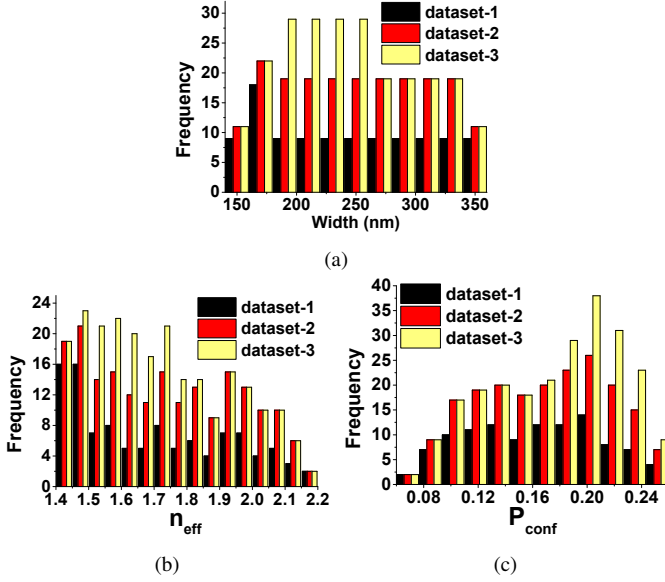 30
25
20
15
10
5
0
Frequency
dataset-1
dataset-2
dataset-3
150 200 250 300 350
Width (nm)
(a)
24
20
16
12
8
4
0
Frequency
dataset-1
dataset-2
dataset-3
1.4 1.5 1.6 1.7 1.8 1.9 2.0 2.1 2.2
n_eff
(b)
40
35
30
25
20
15
10
5
0
Frequency
dataset-1
dataset-2
dataset-3
0.08 0.12 0.16 0.20 0.24
P_conf
(c)